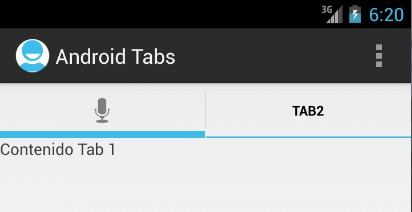 3G
6:20
Android Tabs
TAB2
Contenido Tab 1